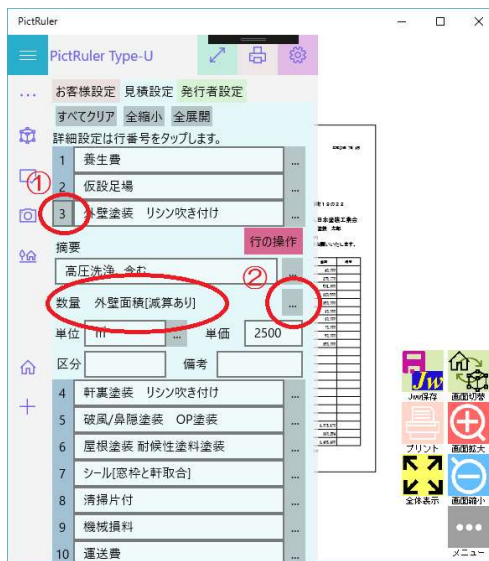 PictRuler
PictRuler Type-U
お客様設定 見積設定 発行者設定
すべてクリア 全縮小 全展開
詳細設定は行番号をタップします。
1 養生費 ...
2 仮設足場 ...
①
3 外壁塗装 リシン吹き付け ...
摘要 行の操作
②
高圧洗浄 含む ...
数量 外壁面積[減算あり] ...
単位 ㎡ ... 単価 2500
区分 備考
4 軒裏塗装 リシン吹き付け ...
5 破風/鼻隠塗装 OP塗装 ...
6 屋根塗装 耐候性塗料塗装 ...
7 シール[窓枠と軒取合] ...
8 清掃片付 ...
9 機械損料 ...
10 運送費 ...
日本塗装工業会
Jw
Jw保存 画面切替
プリント 画面拡大
全体表示 画面縮小
メニュー